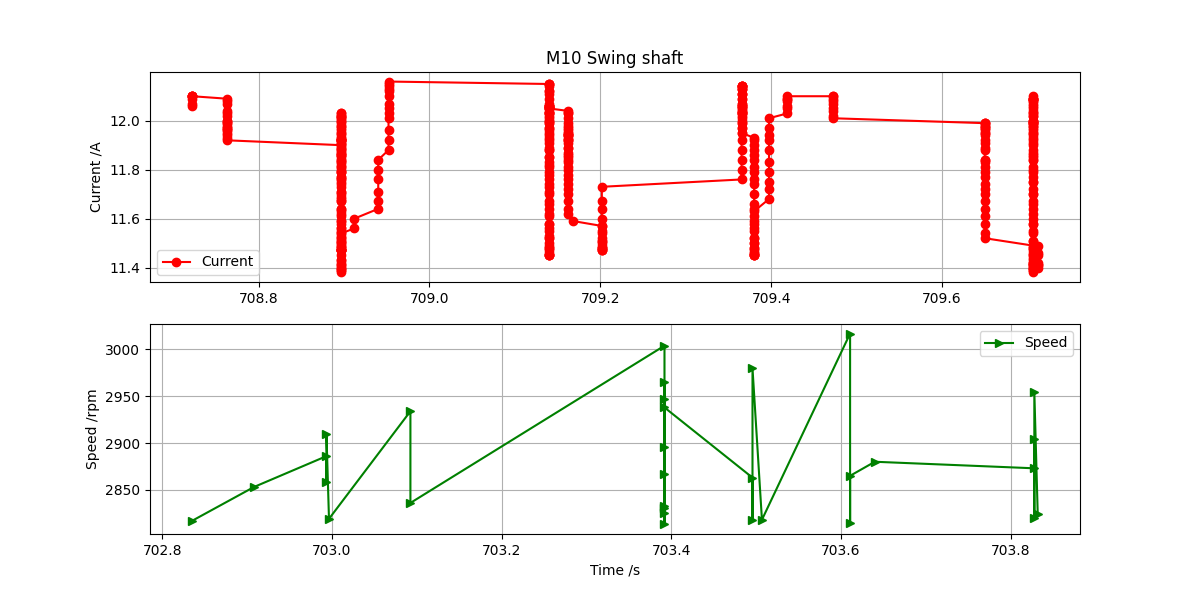 M10 Swing shaft
Current /A
12.0
11.8
11.6
11.4
Current
708.8 709.0 709.2 709.4 709.6
Speed /rpm
3000
2950
2900
2850
Speed
702.8 703.0 703.2 703.4 703.6 703.8
Time /s